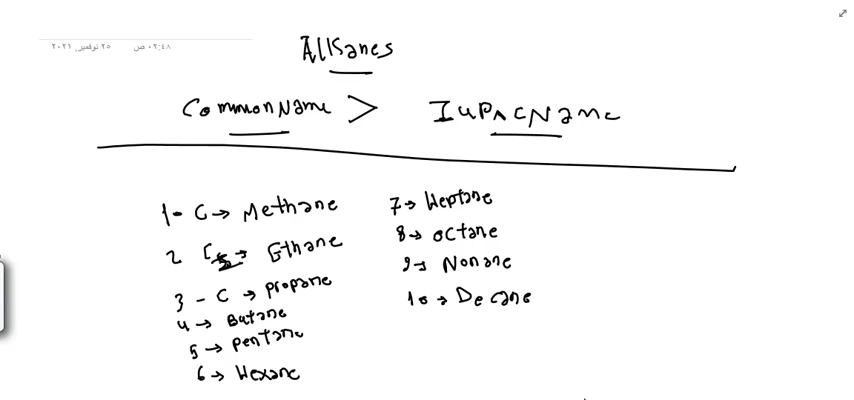 ٢٥ نوفمبر, ٢٠٢١ ٠٢:٤٨ ص
Alkanes
Common Name > IUPAC Name
1- C → Methane
2 C → Ethane
3 - C → Propane
4 → Butane
5 → pentane
6 → Hexane
7 → Heptane
8 → octane
9 → Nonane
10 → Decane